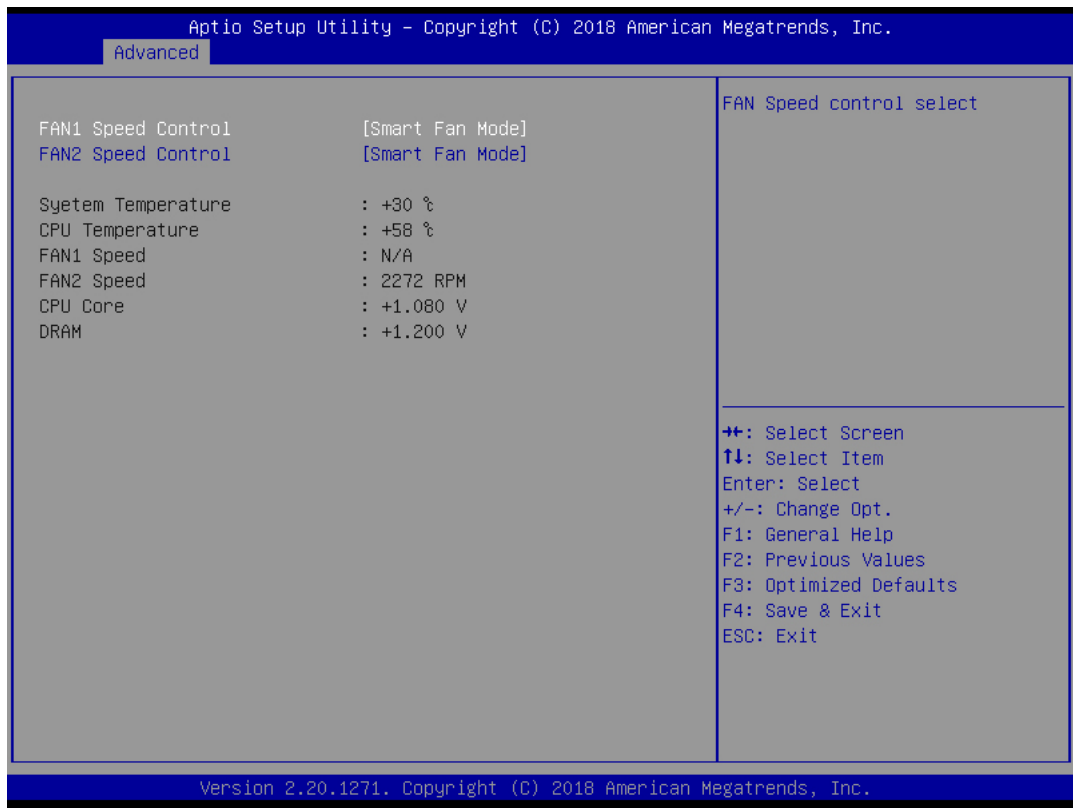 Aptio Setup Utility – Copyright (C) 2018 American Megatrends, Inc.
Advanced
FAN1 Speed Control [Smart Fan Mode]
FAN2 Speed Control [Smart Fan Mode]
Syetem Temperature : +30 ℃
CPU Temperature : +58 ℃
FAN1 Speed : N/A
FAN2 Speed : 2272 RPM
CPU Core : +1.080 V
DRAM : +1.200 V
FAN Speed control select
→←: Select Screen
↑↓: Select Item
Enter: Select
+/-: Change Opt.
F1: General Help
F2: Previous Values
F3: Optimized Defaults
F4: Save & Exit
ESC: Exit
Version 2.20.1271. Copyright (C) 2018 American Megatrends, Inc.